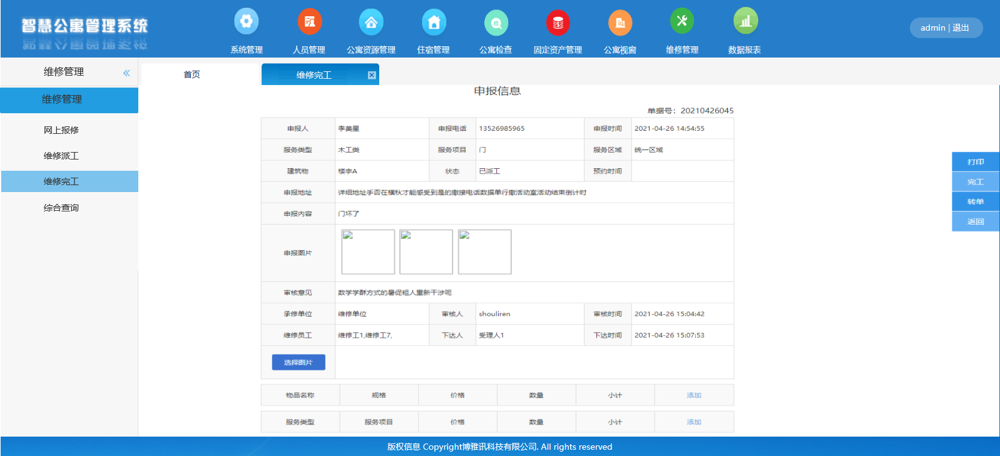 智慧公寓管理系统
系统管理 人员管理 公寓资源管理 住宿管理 公寓检查 固定资产管理 公寓视窗 维修管理 数据报表
admin | 退出
维修管理 «
首页 维修完工
维修管理
网上报修
维修派工
维修完工
综合查询
申报信息
单据号：20210426045
申报人 李美星 申报电话 13526985965 申报时间 2021-04-26 14:54:55
服务类型 木工类 服务项目 门 服务区域 统一区域
建筑物 楼宇A 状态 已派工 预约时间
申报地址 详细地址手否在横秋才能感受到是的撒接电话数据单行撒活动室活动结束倒计时
申报内容 门坏了
申报图片
审核意见 数学学酥方式的暑促粗人重新干涉呢
承修单位 维修单位 审核人 shouliren 审核时间 2021-04-26 15:04:42
维修员工 维修工1,维修工7, 下达人 受理人1 下达时间 2021-04-26 15:07:53
选择图片
物品名称 规格 价格 数量 小计 添加
服务类型 服务项目 价格 数量 小计 添加
打印
完工
转单
返回
版权信息 Copyright博雅讯科技有限公司. All rights reserved